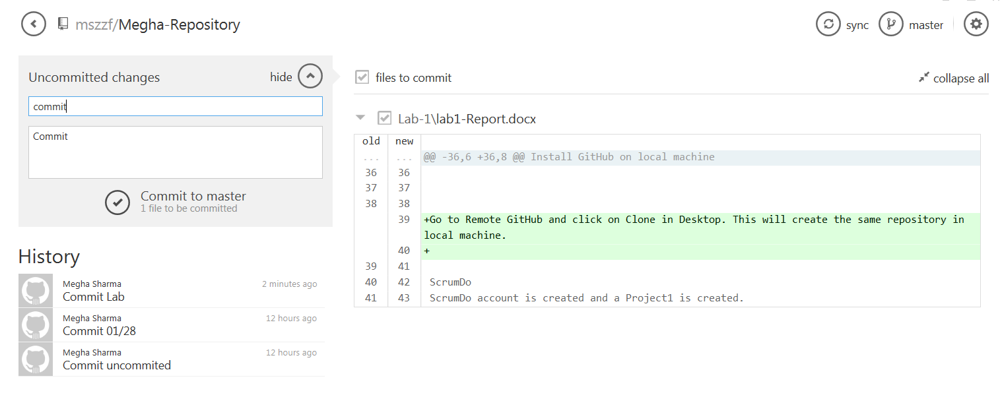 mszzf/Megha-Repository
sync
master
Uncommitted changes
hide
commit
Commit
Commit to master
1 file to be committed
History
Megha Sharma 2 minutes ago
Commit Lab
Megha Sharma 12 hours ago
Commit 01/28
Megha Sharma 12 hours ago
Commit uncommited
files to commit
collapse all
Lab-1\lab1-Report.docx
old new
... ... @@ -36,6 +36,8 @@ Install GitHub on local machine
36 36
37 37
38 38
39 +Go to Remote GitHub and click on Clone in Desktop. This will create the same repository in
local machine.
40 +
39 41
40 42 ScrumDo
41 43 ScrumDo account is created and a Project1 is created.